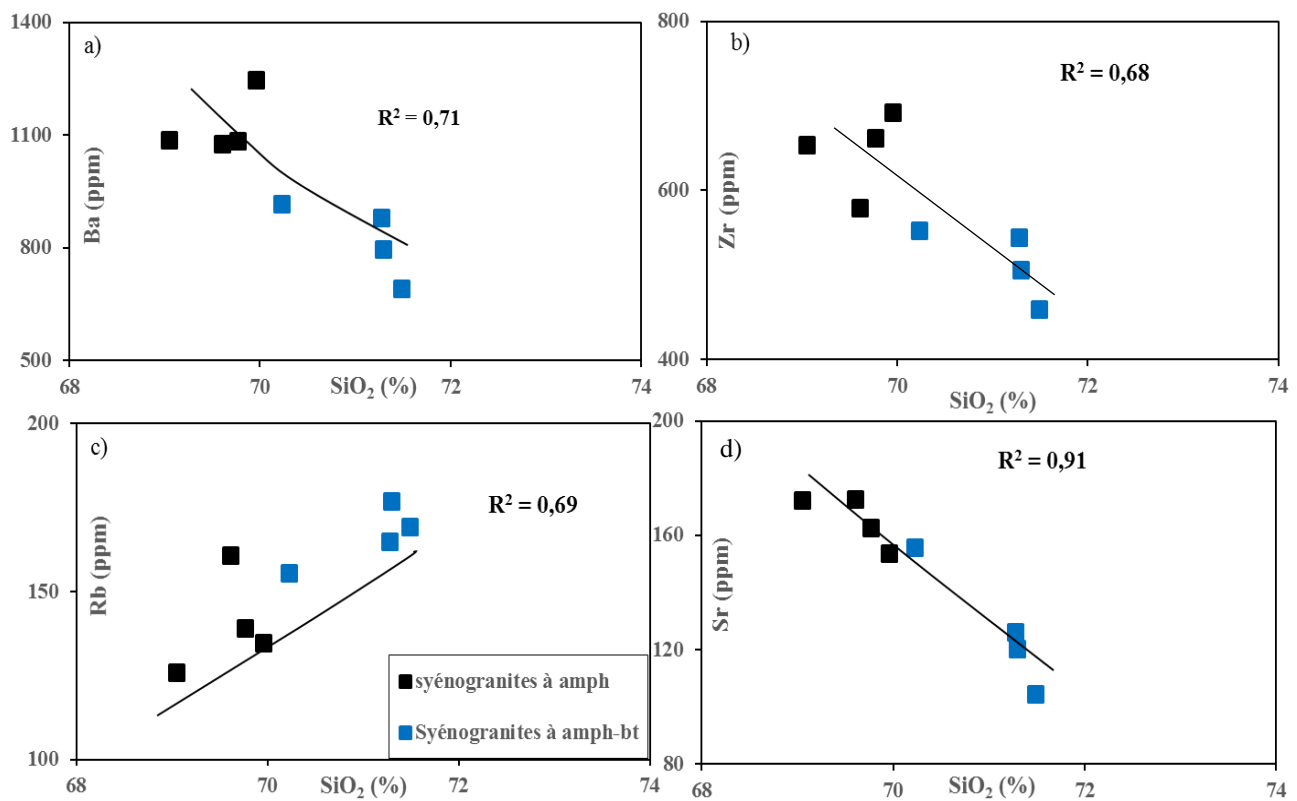 a)
1400
1100
800
500
Ba (ppm)
R² = 0,71
68
70
72
74
SiO₂ (%)
b)
800
600
400
Zr (ppm)
R² = 0,68
68
70
72
74
SiO₂ (%)
c)
200
150
100
Rb (ppm)
R² = 0,69
syénogranites à amph
Syénogranites à amph-bt
68
70
72
74
SiO₂ (%)
d)
200
160
120
80
Sr (ppm)
R² = 0,91
68
70
72
74
SiO₂ (%)